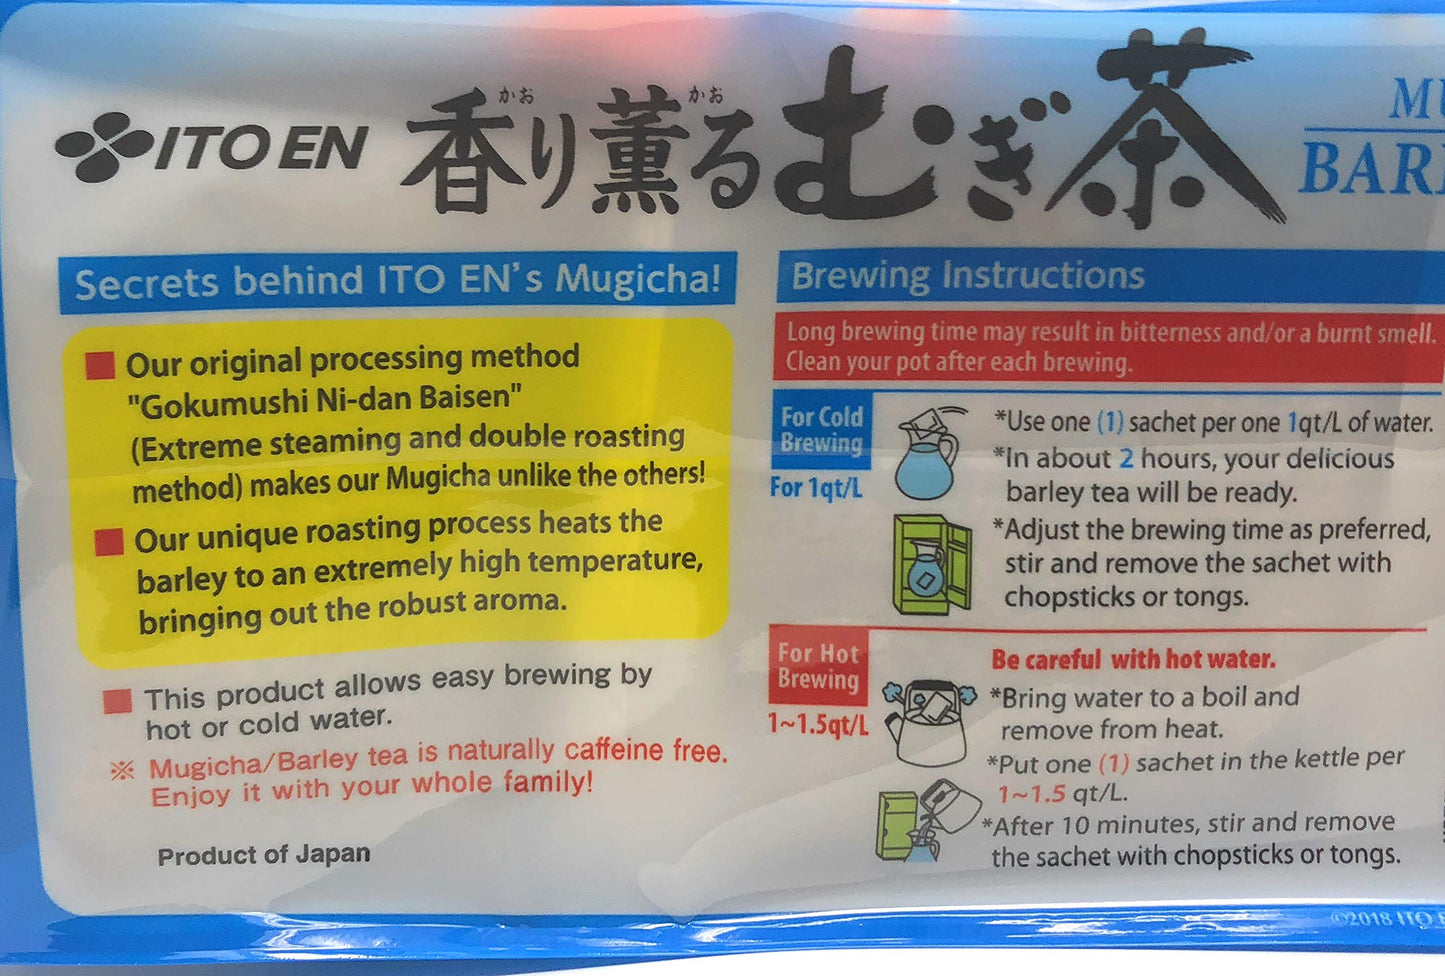 ITO EN
かお かお
香り薫るむぎ茶
Secrets behind ITO EN's Mugicha!
■ Our original processing method
"Gokumushi Ni-dan Baisen"
(Extreme steaming and double roasting
method) makes our Mugicha unlike the others!
■ Our unique roasting process heats the
barley to an extremely high temperature,
bringing out the robust aroma.
■ This product allows easy brewing by
hot or cold water.
※ Mugicha/Barley tea is naturally caffeine free.
Enjoy it with your whole family!
Product of Japan
Brewing Instructions
Long brewing time may result in bitterness and/or a burnt smell.
Clean your pot after each brewing.
For Cold
Brewing
For 1qt/L
*Use one (1) sachet per one 1qt/L of water.
*In about 2 hours, your delicious
barley tea will be ready.
*Adjust the brewing time as preferred,
stir and remove the sachet with
chopsticks or tongs.
For Hot
Brewing
1~1.5qt/L
Be careful with hot water.
*Bring water to a boil and
remove from heat.
*Put one (1) sachet in the kettle per
1~1.5 qt/L.
*After 10 minutes, stir and remove
the sachet with chopsticks or tongs.
©2018 ITO